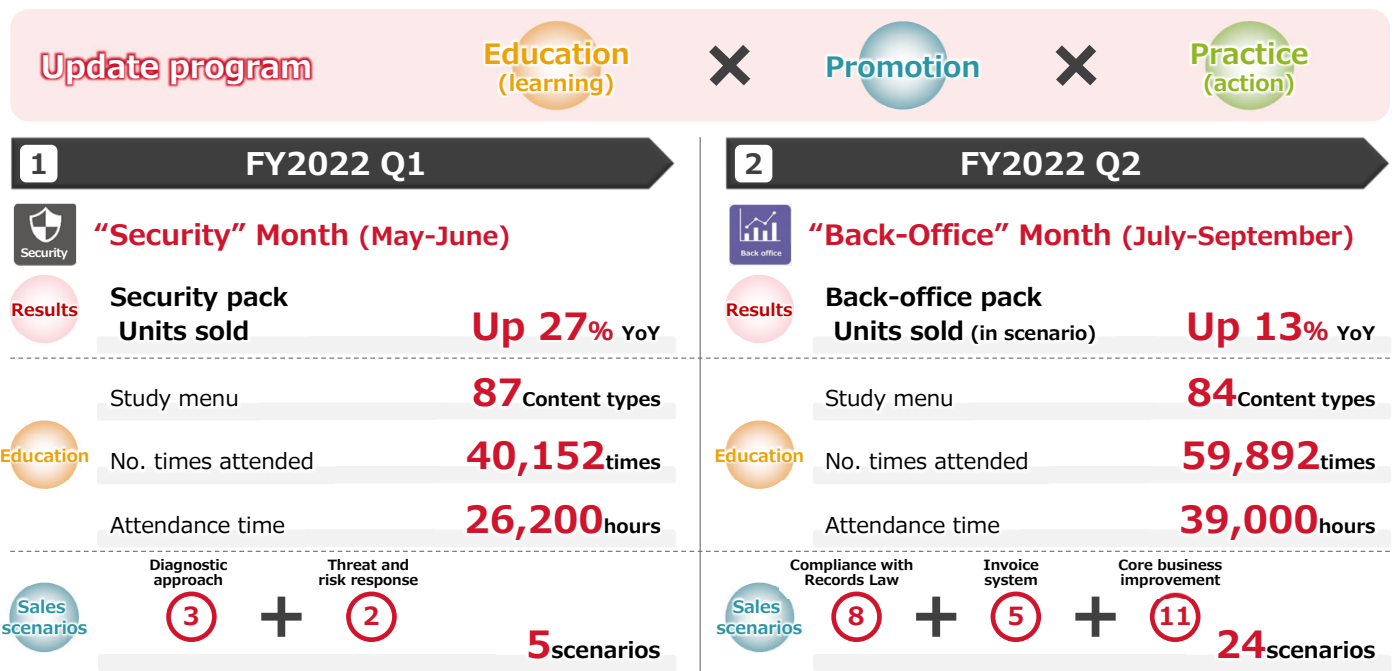 Update program
Education
(learning)
×
Promotion
×
Practice
(action)
1
FY2022 Q1
Security
“Security” Month (May-June)
Results
Security pack
Units sold
Up 27% YoY
Education
Study menu
87Content types
No. times attended
40,152times
Attendance time
26,200hours
Sales
scenarios
Diagnostic
approach
3
+
Threat and
risk response
2
5scenarios
2
FY2022 Q2
Back office
“Back-Office” Month (July-September)
Results
Back-office pack
Units sold (in scenario)
Up 13% YoY
Education
Study menu
84Content types
No. times attended
59,892times
Attendance time
39,000hours
Sales
scenarios
Compliance with
Records Law
8
+
Invoice
system
5
+
Core business
improvement
11
24scenarios